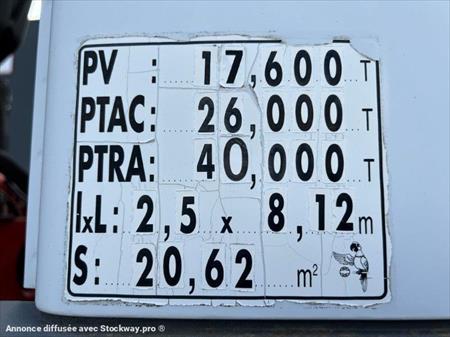 PV : 17,600 T
PTAC: 26,000 T
PTRA: 40,000 T
lxL: 2,5 x 8,12 m
S: 20,62 m²
Annonce diffusée avec Stockway.pro ®